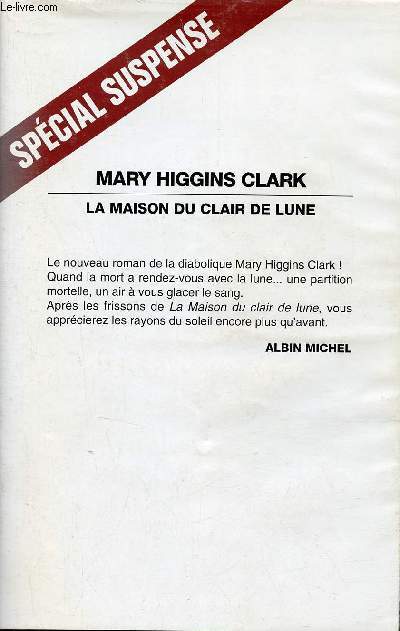 Le-livre.com
SPÉCIAL SUSPENSE
MARY HIGGINS CLARK
LA MAISON DU CLAIR DE LUNE
Le nouveau roman de la diabolique Mary Higgins Clark !
Quand la mort a rendez-vous avec la lune... une partition
mortelle, un air à vous glacer le sang.
Après les frissons de La Maison du clair de lune, vous
apprécierez les rayons du soleil encore plus qu'avant.
ALBIN MICHEL